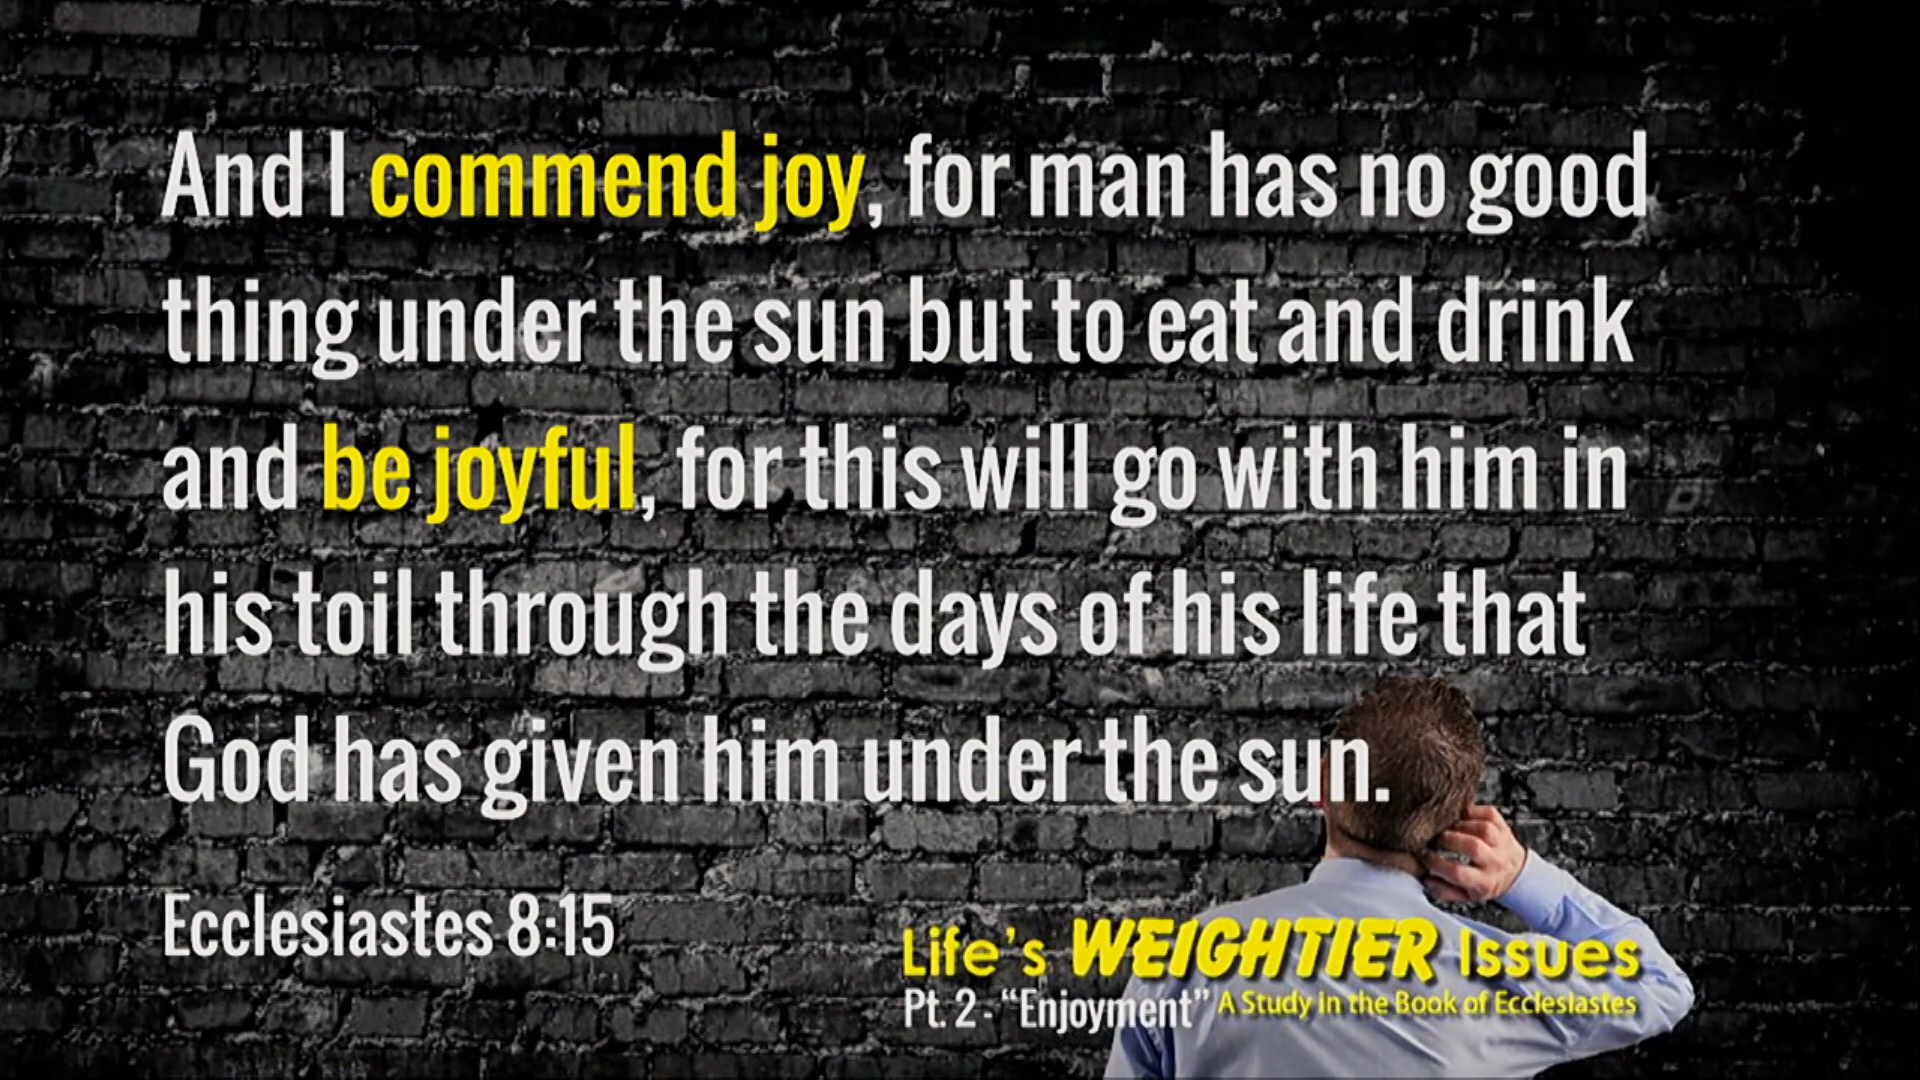 And I commend joy, for man has no good
thing under the sun but to eat and drink
and be joyful, for this will go with him in
his toil through the days of his life that
God has given him under the sun.
Ecclesiastes 8:15
Life's WEIGHTIER Issues
Pt. 2 - “Enjoyment” A Study in the Book of Ecclesiastes